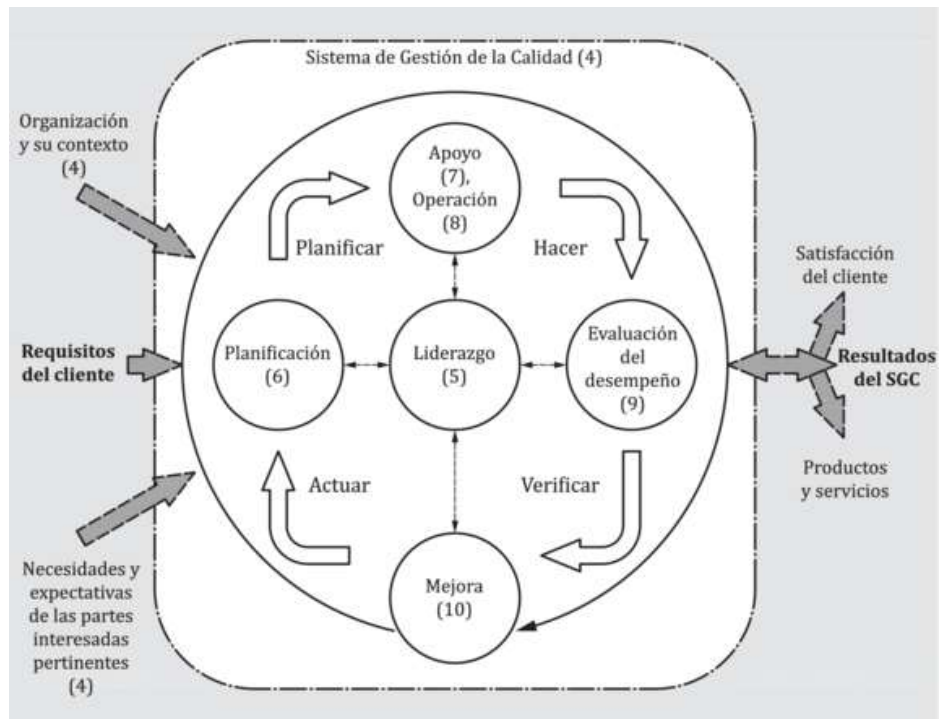 Sistema de Gestión de la Calidad (4)
Organización
y su contexto
(4)
Apoyo
(7),
Operación
(8)
Planificar
Hacer
Satisfacción
del cliente
Requisitos
del cliente
Planificación
(6)
Liderazgo
(5)
Evaluación
del
desempeño
(9)
Resultados
del SGC
Actuar
Verificar
Productos
y servicios
Necesidades y
expectativas
de las partes
interesadas
pertinentes
(4)
Mejora
(10)